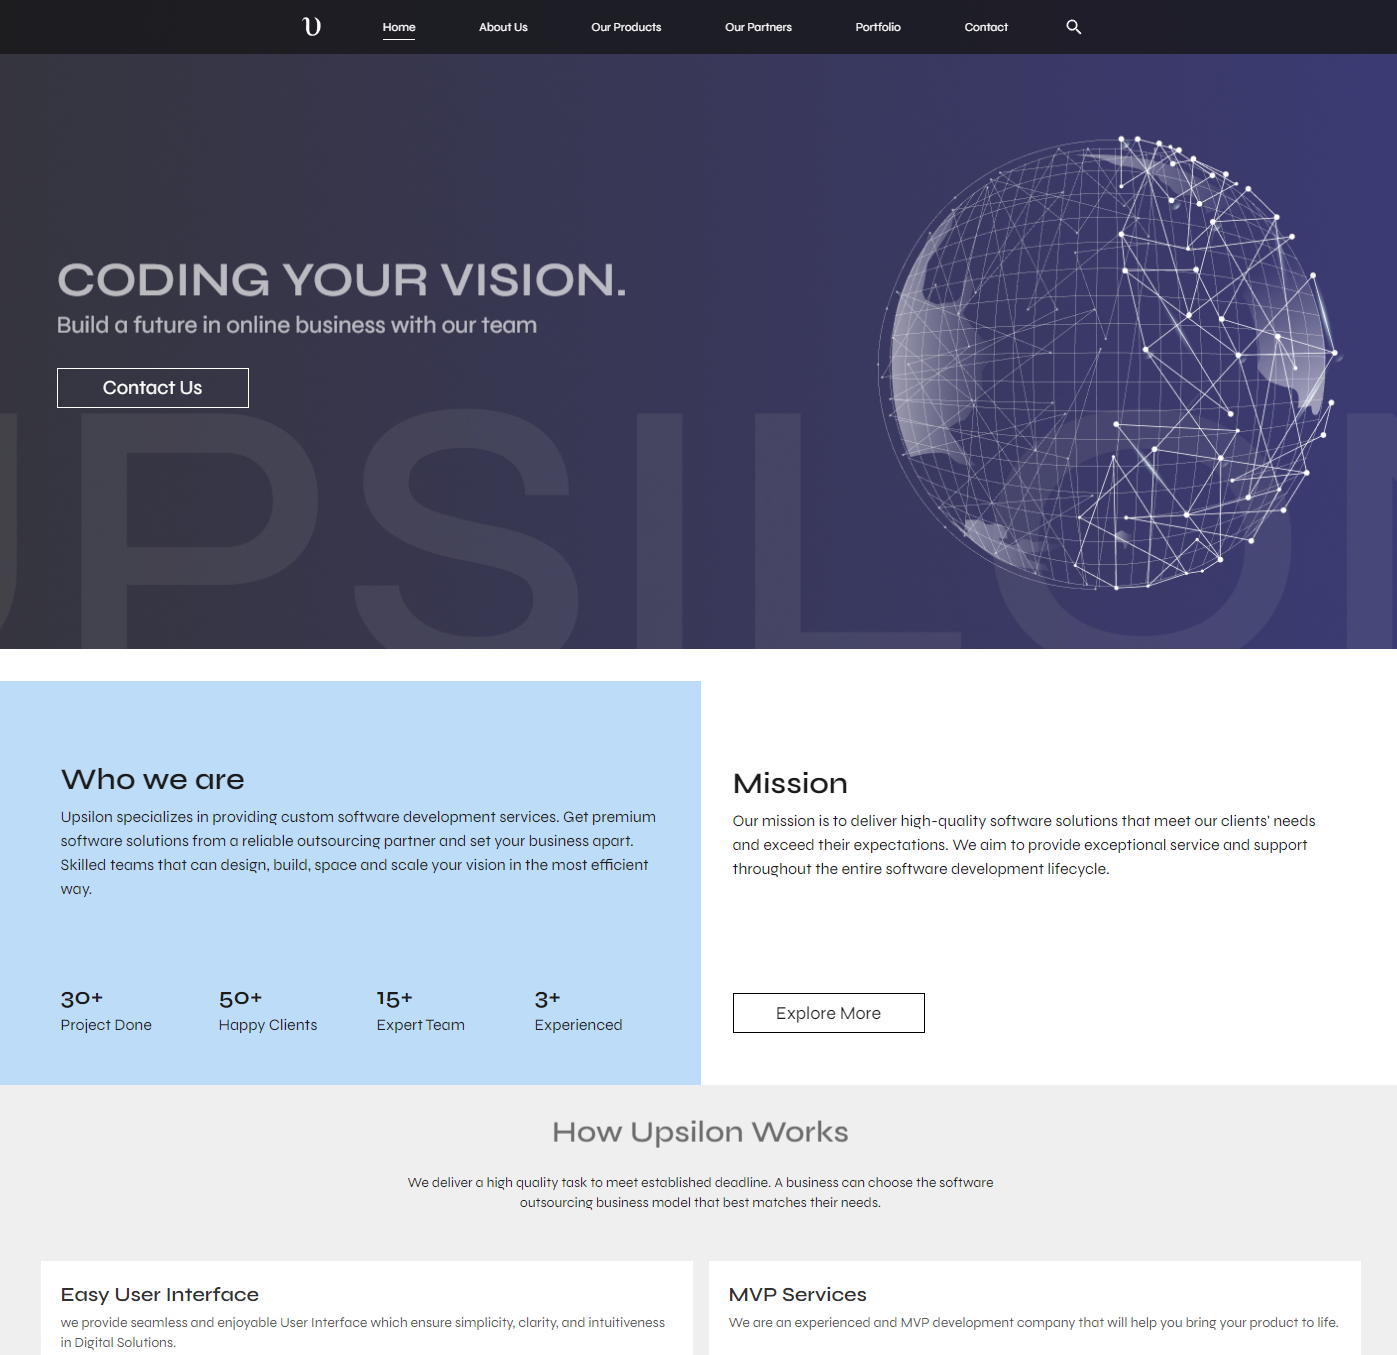 υ
Home
About Us
Our Products
Our Partners
Portfolio
Contact
CODING YOUR VISION.
Build a future in online business with our team
Contact Us
UPSILON
Who we are
Upsilon specializes in providing custom software development services. Get premium
software solutions from a reliable outsourcing partner and set your business apart.
Skilled teams that can design, build, space and scale your vision in the most efficient
way.
30+
Project Done
50+
Happy Clients
15+
Expert Team
3+
Experienced
Mission
Our mission is to deliver high-quality software solutions that meet our clients' needs
and exceed their expectations. We aim to provide exceptional service and support
throughout the entire software development lifecycle.
Explore More
How Upsilon Works
We deliver a high quality task to meet established deadline. A business can choose the software
outsourcing business model that best matches their needs.
Easy User Interface
we provide seamless and enjoyable User Interface which ensure simplicity, clarity, and intuitiveness
in Digital Solutions.
MVP Services
We are an experienced and MVP development company that will help you bring your product to life.